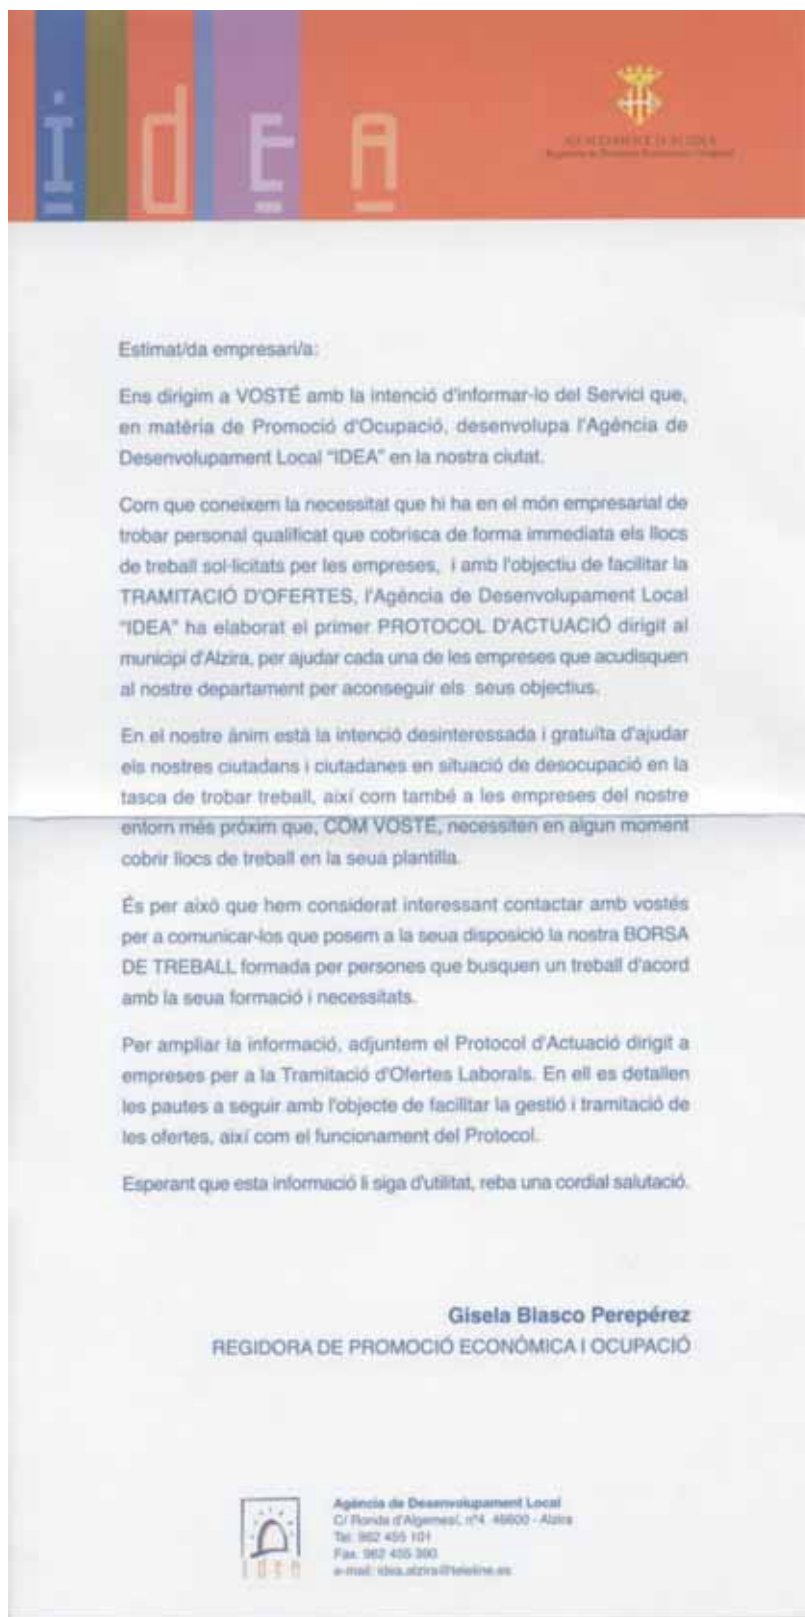 idEA
AJUNTAMENT D'ALZIRA
Estimat/da empresari/a:
Ens dirigim a VOSTÉ amb la intenció d'informar-lo del Servici que,
en matèria de Promoció d'Ocupació, desenvolupa l'Agència de
Desenvolupament Local "IDEA" en la nostra ciutat.
Com que coneixem la necessitat que hi ha en el món empresarial de
trobar personal qualificat que cobrisca de forma immediata els llocs
de treball sol·licitats per les empreses, i amb l'objectiu de facilitar la
TRAMITACIÓ D'OFERTES, l'Agència de Desenvolupament Local
"IDEA" ha elaborat el primer PROTOCOL D'ACTUACIÓ dirigit al
municipi d'Alzira, per ajudar cada una de les empreses que acudisquen
al nostre departament per aconseguir els seus objectius.
En el nostre ànim està la intenció desinteressada i gratuïta d'ajudar
els nostres ciutadans i ciutadanes en situació de desocupació en la
tasca de trobar treball, així com també a les empreses del nostre
entorn més pròxim que, COM VOSTÉ, necessiten en algun moment
cobrir llocs de treball en la seua plantilla.
És per això que hem considerat interessant contactar amb vostés
per a comunicar-los que posem a la seua disposició la nostra BORSA
DE TREBALL formada per persones que busquen un treball d'acord
amb la seua formació i necessitats.
Per ampliar la informació, adjuntem el Protocol d'Actuació dirigit a
empreses per a la Tramitació d'Ofertes Laborals. En ell es detallen
les pautes a seguir amb l'objecte de facilitar la gestió i tramitació de
les ofertes, així com el funcionament del Protocol.
Esperant que esta informació li siga d'utilitat, reba una cordial salutació.
Gisela Blasco Perepérez
REGIDORA DE PROMOCIÓ ECONÒMICA I OCUPACIÓ
Agència de Desenvolupament Local
C/ Ronda d'Algemesí, nº4 46600 - Alzira
Tel: 962 455 101
Fax: 962 455 390
e-mail: idea.alzira@teleline.es
idea